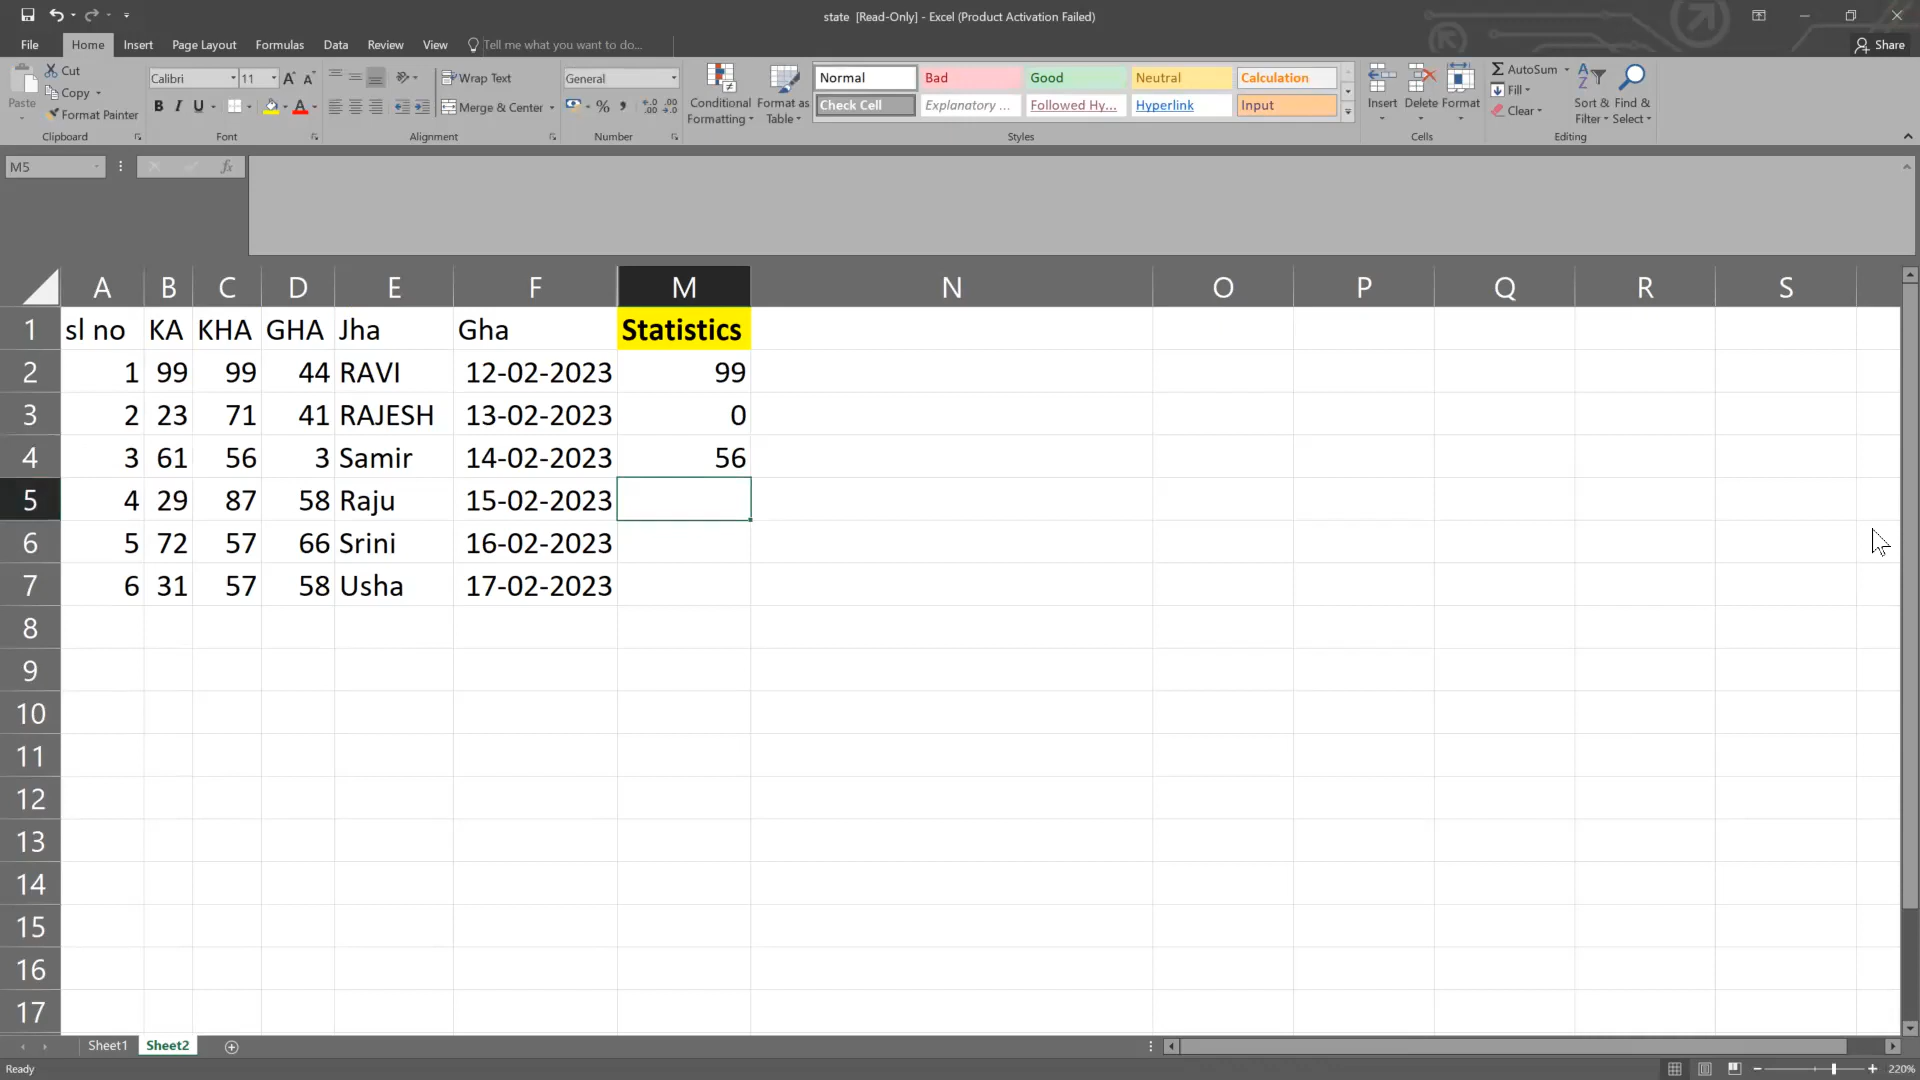 state [Read-Only] - Excel (Product Activation Failed)
File Home Insert Page Layout Formulas Data Review View Tell me what you want to do... Share
Paste Cut Copy Format Painter
Calibri 11 Wrap Text General
B I U Merge & Center % ,
Conditional Formatting Format as Table
Normal Bad Good Neutral Calculation
Check Cell Explanatory ... Followed Hy... Hyperlink Input
Insert Delete Format
AutoSum Fill Clear Sort & Filter Find & Select
Clipboard Font Alignment Number Styles Cells Editing
M5 fx
A B C D E F M N O P Q R S
1 sl no KA KHA GHA Jha Gha Statistics
2 1 99 99 44 RAVI 12-02-2023 99
3 2 23 71 41 RAJESH 13-02-2023 0
4 3 61 56 3 Samir 14-02-2023 56
5 4 29 87 58 Raju 15-02-2023
6 5 72 57 66 Srini 16-02-2023
7 6 31 57 58 Usha 17-02-2023
8
9
10
11
12
13
14
15
16
17
Sheet1 Sheet2
Ready 220%